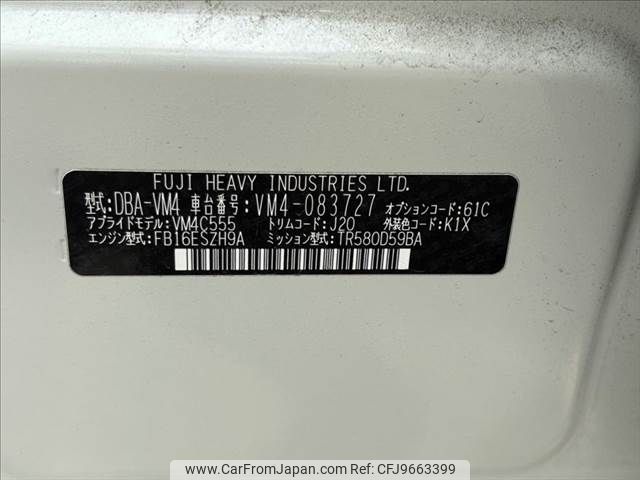 FUJI HEAVY INDUSTRIES LTD.
型式:DBA-VM4 車台番号:VM4-083727 オプションコード:61C
アプライドモデル:VM4C555 トリムコード:J20 外装色コード:K1X
エンジン型式:FB16ESZH9A ミッション型式:TR580D59BA
© CAR FROM JAPAN
carfromjapan.com - CFJ9663399